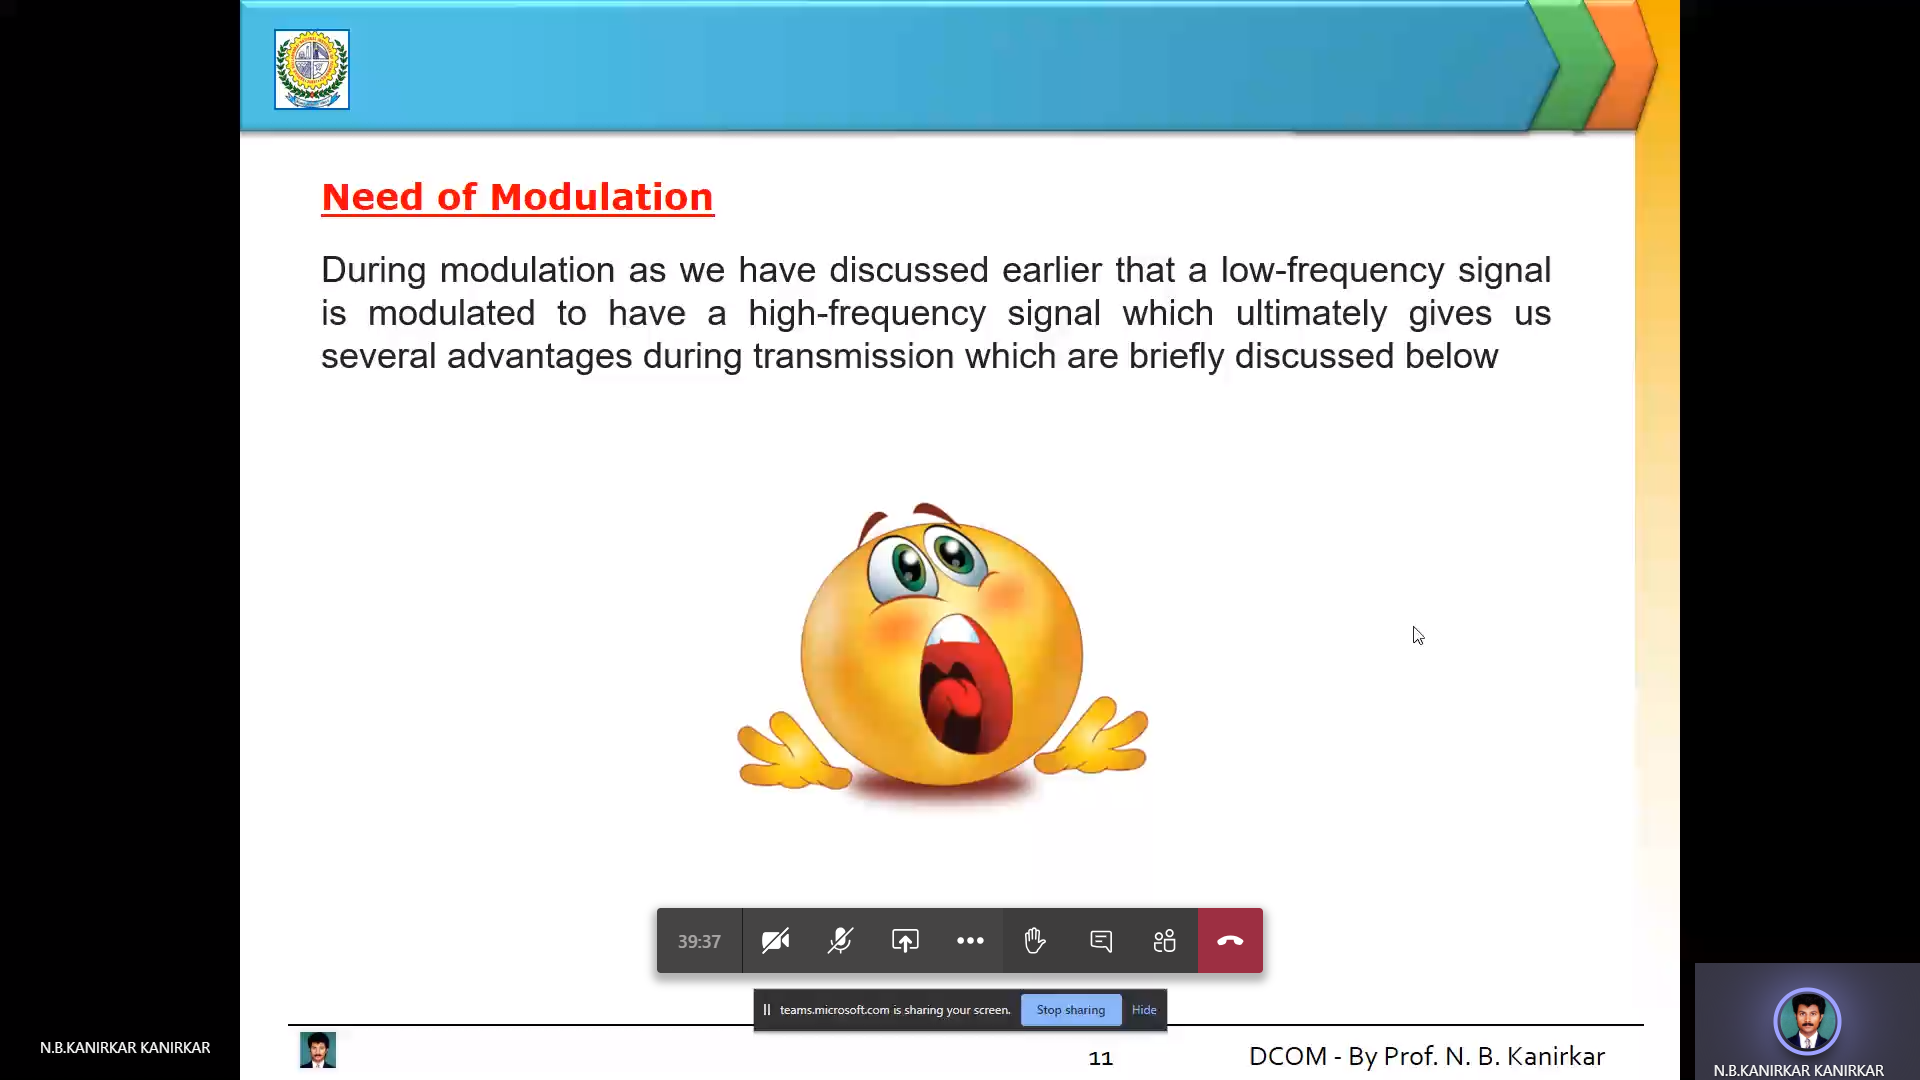 Need of Modulation
During modulation as we have discussed earlier that a low-frequency signal
is modulated to have a high-frequency signal which ultimately gives us
several advantages during transmission which are briefly discussed below
39:37
teams.microsoft.com is sharing your screen. Stop sharing Hide
N.B.KANIRKAR KANIRKAR
11 DCOM - By Prof. N. B. Kanirkar
N.B.KANIRKAR KANIRKAR